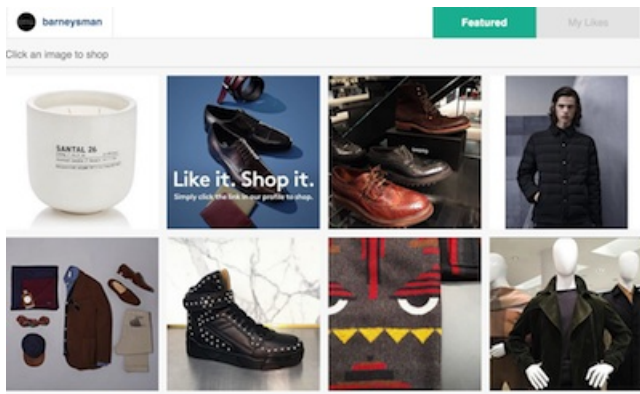 barneysman
Featured
My Likes
Click an image to shop
SANTAL 26
Like it. Shop it.
Simply click the link in our profile to shop.